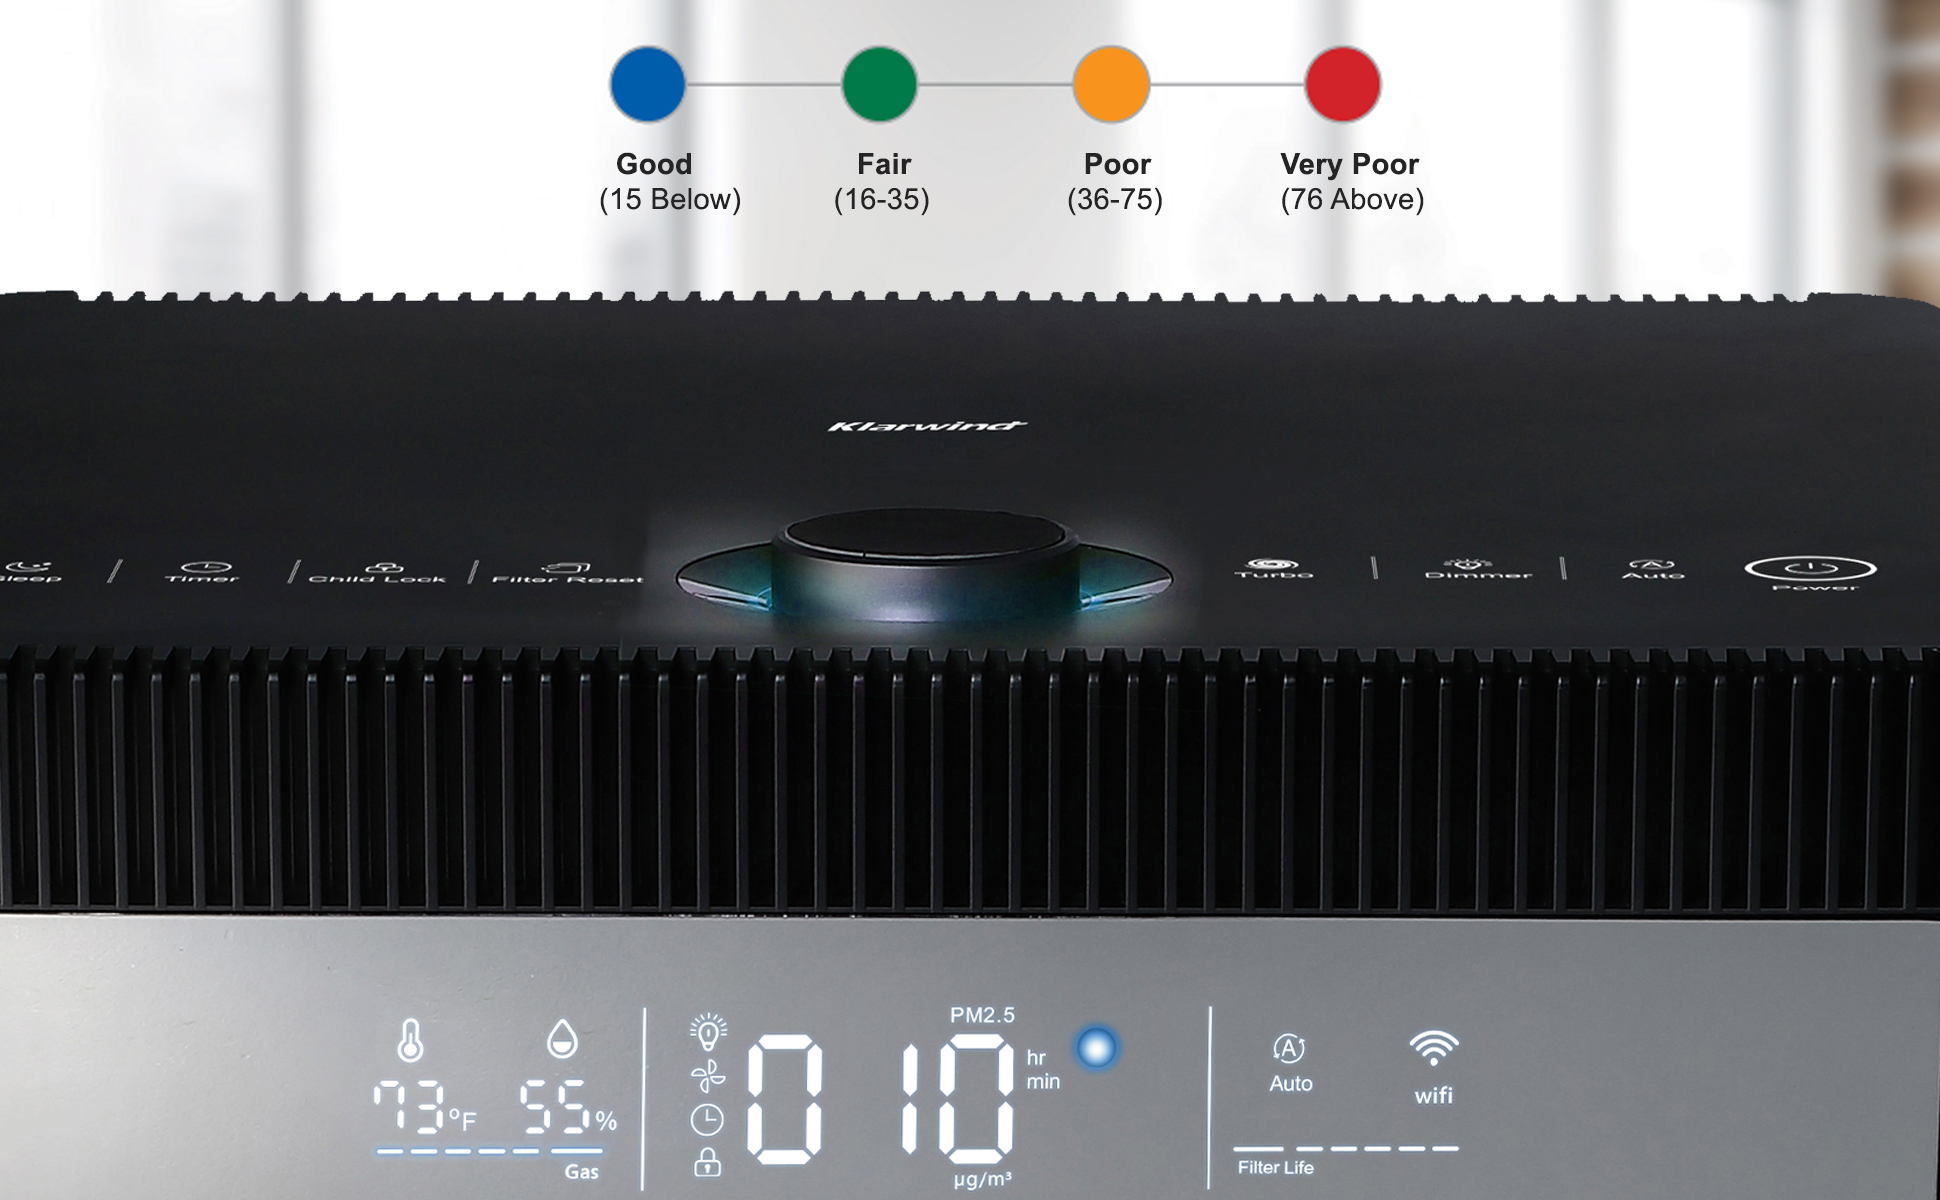 Good
(15 Below)
Fair
(16-35)
Poor
(36-75)
Very Poor
(76 Above)
Klarwind
Sleep
Timer
Child Lock
Filter Reset
Turbo
Dimmer
Auto
Power
73°F
55%
Gas
PM2.5
0 10
hr
min
µg/m³
A
Auto
wifi
Filter Life